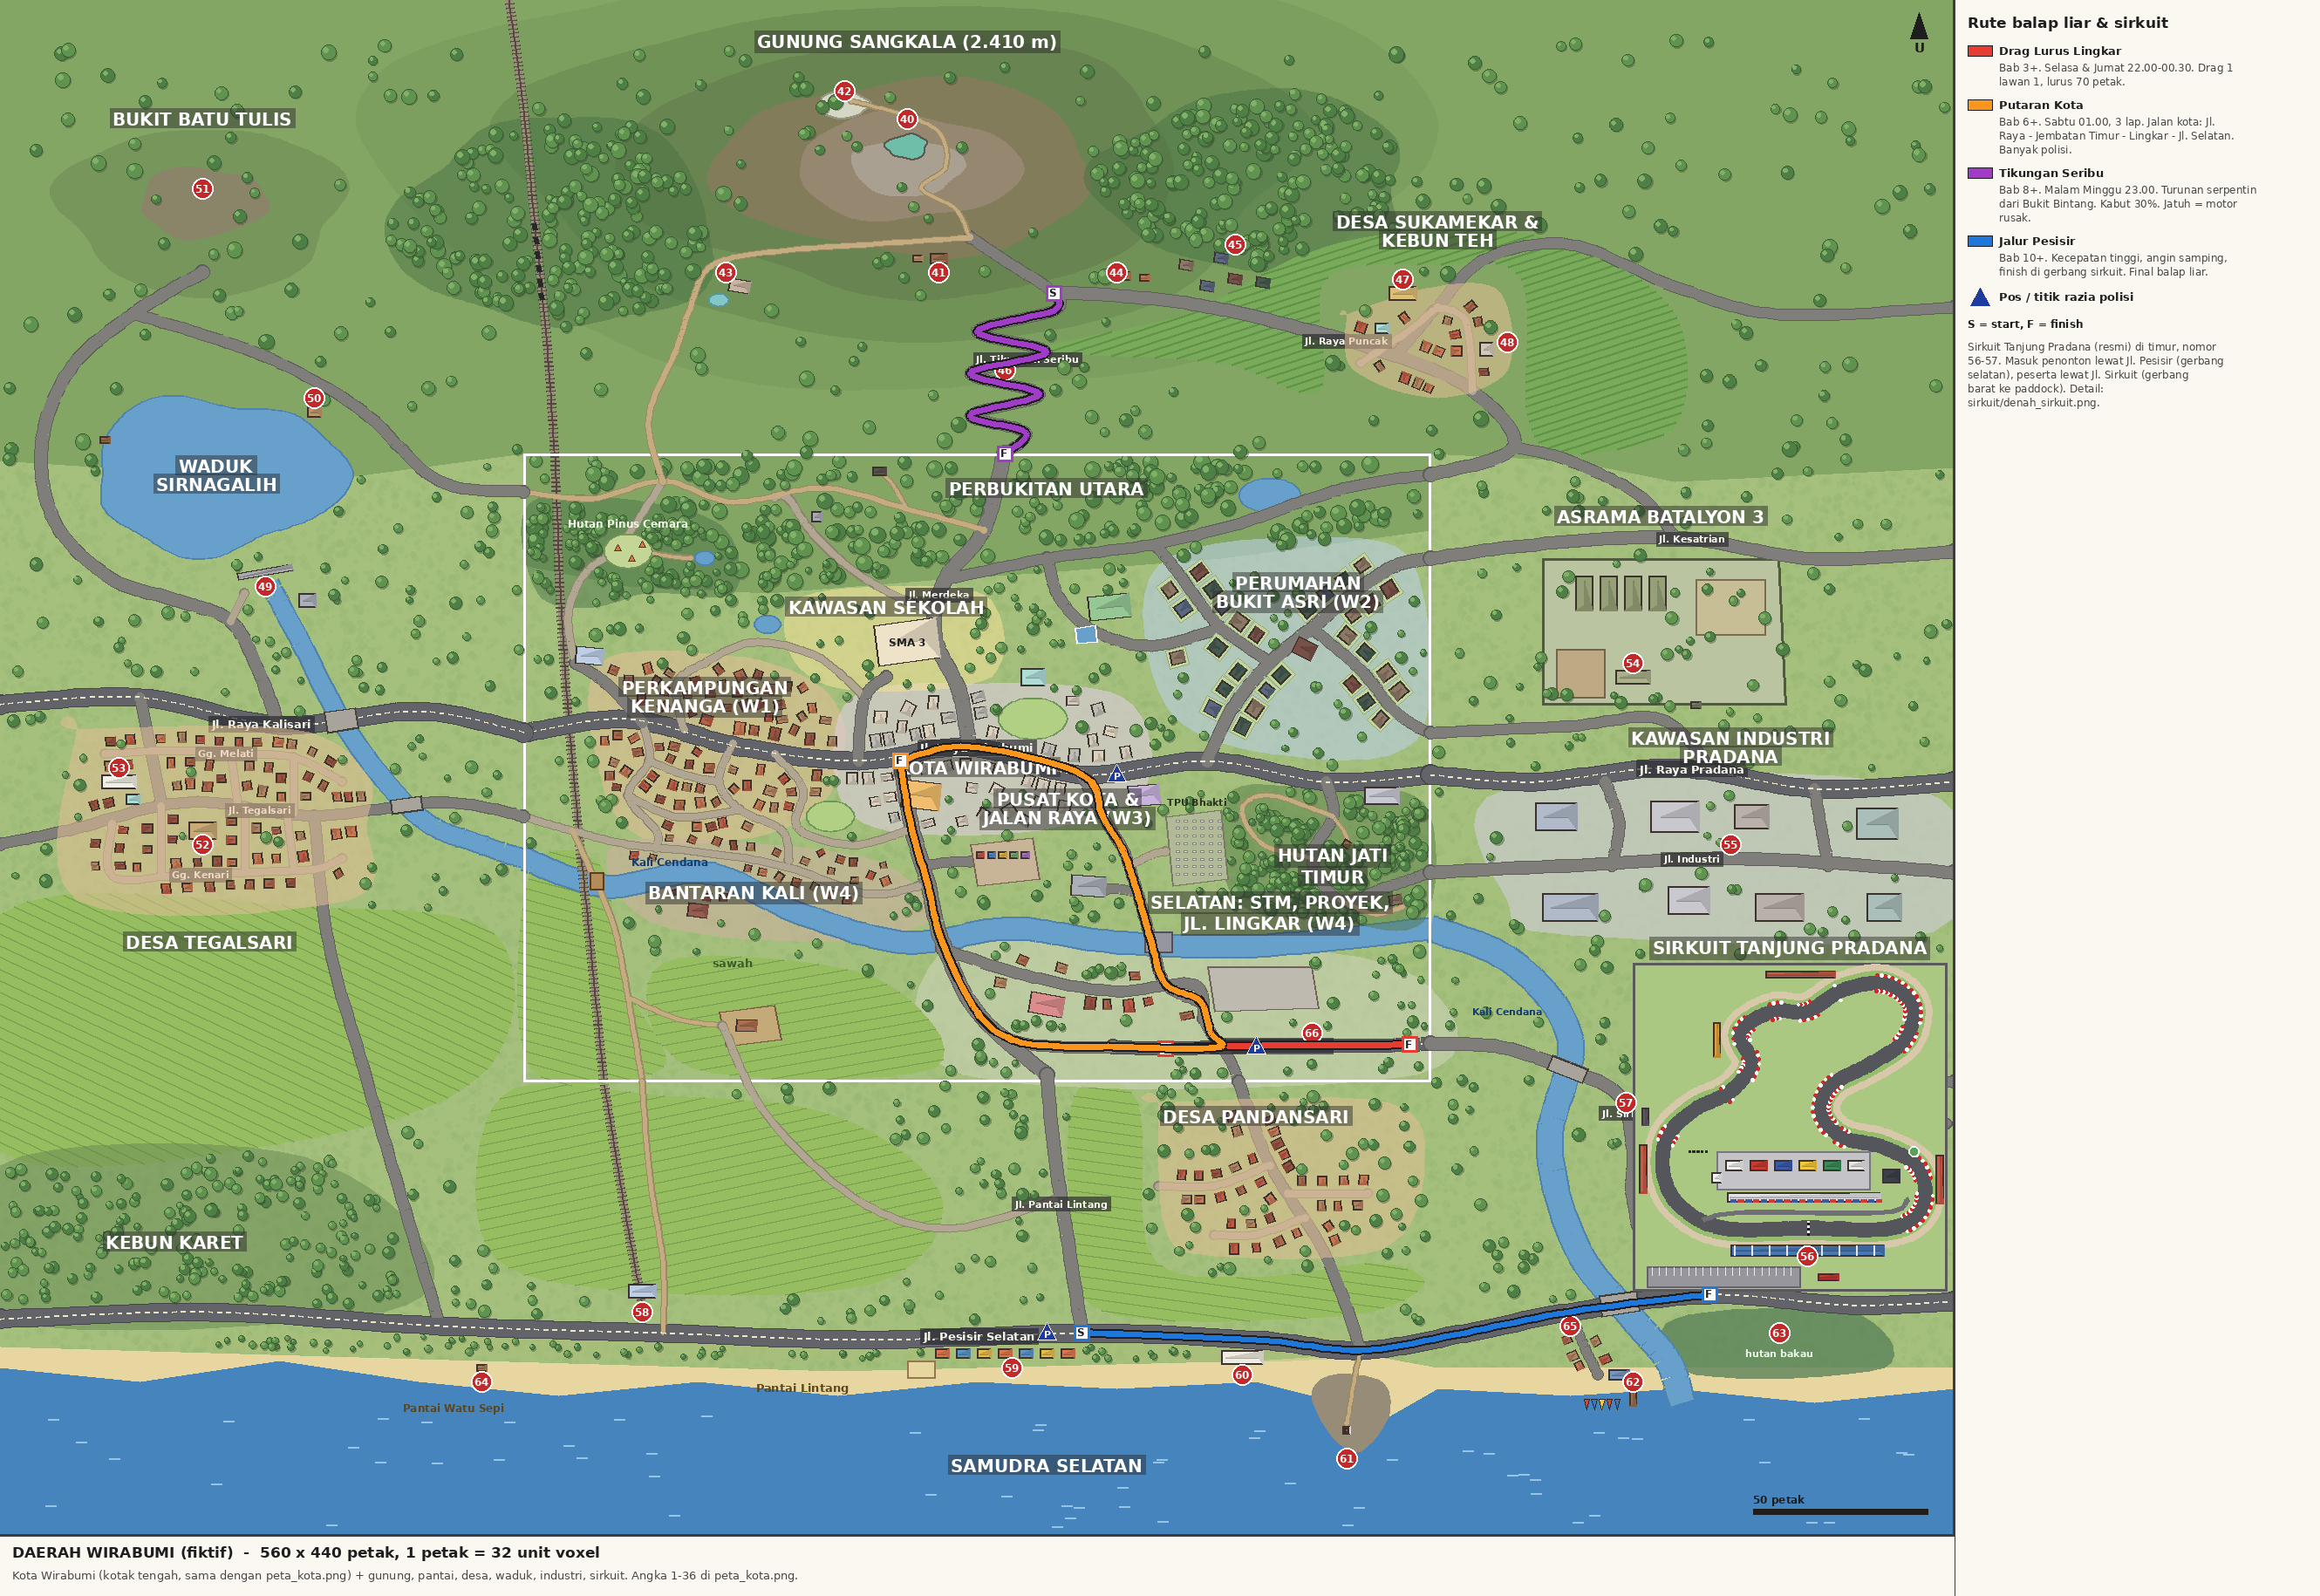 GUNUNG SANGKALA (2.410 m)
U
BUKIT BATU TULIS
42
40
51
DESA SUKAMEKAR &
KEBUN TEH
43
41
44
45
47
S
Jl. Raya Puncak
48
46
50
F
WADUK
SIRNAGALIH
PERBUKITAN UTARA
Hutan Pinus Cemara
ASRAMA BATALYON 3
Jl. Kesatrian
49
Jl. Merdeka
KAWASAN SEKOLAH
SMA 3
PERUMAHAN
BUKIT ASRI (W2)
54
PERKAMPUNGAN
KENANGA (W1)
Jl. Raya Kalisari
KAWASAN INDUSTRI
PRADANA
Jl. Raya Pradana
Gg. Melati
53
F
P
PUSAT KOTA &
JALAN RAYA (W3)
TPU Bhakti
Jl. Tegalsari
52
55
Jl. Industri
HUTAN JATI
TIMUR
Kali Cendana
Gg. Kenari
BANTARAN KALI (W4)
SELATAN: STM, PROYEK,
JL. LINGKAR (W4)
DESA TEGALSARI
sawah
SIRKUIT TANJUNG PRADANA
Kali Cendana
66
P
F
57
DESA PANDANSARI
Jl. Pantai Lintang
KEBUN KARET
56
58
F
Jl. Pesisir Selatan
P
S
65
63
hutan bakau
59
60
64
62
Pantai Watu Sepi
Pantai Lintang
61
SAMUDRA SELATAN
50 petak
DAERAH WIRABUMI (fiktif)  -  560 x 440 petak, 1 petak = 32 unit voxel
Kota Wirabumi (kotak tengah, sama dengan peta_kota.png) + gunung, pantai, desa, waduk, industri, sirkuit. Angka 1-36 di peta_kota.png.
Rute balap liar & sirkuit
Drag Lurus Lingkar
Bab 3+. Selasa & Jumat 22.00-00.30. Drag 1
lawan 1, lurus 70 petak.
Putaran Kota
Bab 6+. Sabtu 01.00, 3 lap. Jalan kota: Jl.
Raya - Jembatan Timur - Lingkar - Jl. Selatan.
Banyak polisi.
Tikungan Seribu
Bab 8+. Malam Minggu 23.00. Turunan serpentin
dari Bukit Bintang. Kabut 30%. Jatuh = motor
rusak.
Jalur Pesisir
Bab 10+. Kecepatan tinggi, angin samping,
finish di gerbang sirkuit. Final balap liar.
Pos / titik razia polisi
S = start, F = finish
Sirkuit Tanjung Pradana (resmi) di timur, nomor
56-57. Masuk penonton lewat Jl. Pesisir (gerbang
selatan), peserta lewat Jl. Sirkuit (gerbang
barat ke paddock). Detail:
sirkuit/denah_sirkuit.png.